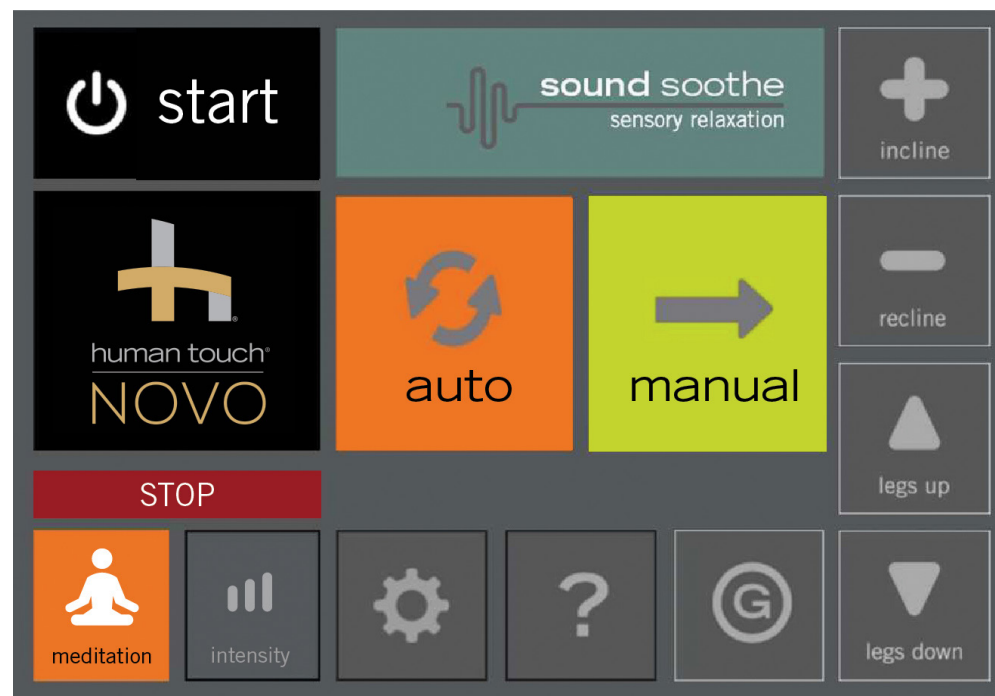 start
sound soothe
sensory relaxation
incline
human touch®
NOVO
auto
manual
recline
legs up
STOP
meditation
intensity
?
G
legs down